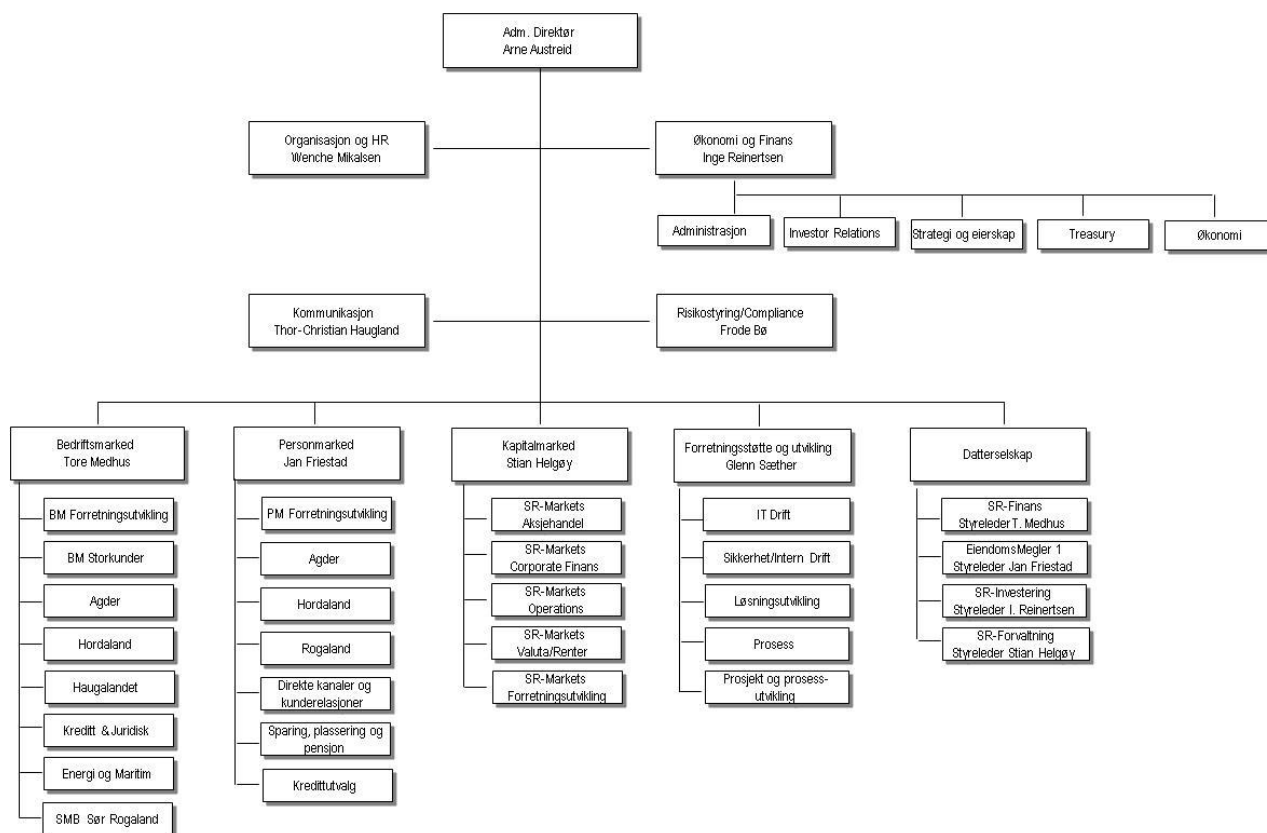 Adm. Direktør
Arne Austreid
Organisasjon og HR
Wenche Mikalsen
Økonomi og Finans
Inge Reinertsen
Administrasjon
Investor Relations
Strategi og eierskap
Treasury
Økonomi
Kommunikasjon
Thor-Christian Haugland
Risikostyring/Compliance
Frode Bø
Bedriftsmarked
Tore Medhus
BM Forretningsutvikling
BM Storkunder
Agder
Hordaland
Haugalandet
Kreditt & Juridisk
Energi og Maritim
SMB Sør Rogaland
Personmarked
Jan Friestad
PM Forretningsutvikling
Agder
Hordaland
Rogaland
Direkte kanaler og
kunderelasjoner
Sparing, plassering og
pensjon
Kredittutvalg
Kapitalmarked
Stian Helgøy
SR-Markets
Aksjehandel
SR-Markets
Corporate Finans
SR-Markets
Operations
SR-Markets
Valuta/Renter
SR-Markets
Forretningsutvikling
Forretningsstøtte og utvikling
Glenn Sæther
IT Drift
Sikkerhet/Intern Drift
Løsningsutvikling
Prosess
Prosjekt og prosess-
utvikling
Datterselskap
SR-Finans
Styreleder T. Medhus
EiendomsMegler 1
Styreleder Jan Friestad
SR-Investering
Styreleder I. Reinertsen
SR-Forvaltning
Styreleder Stian Helgøy